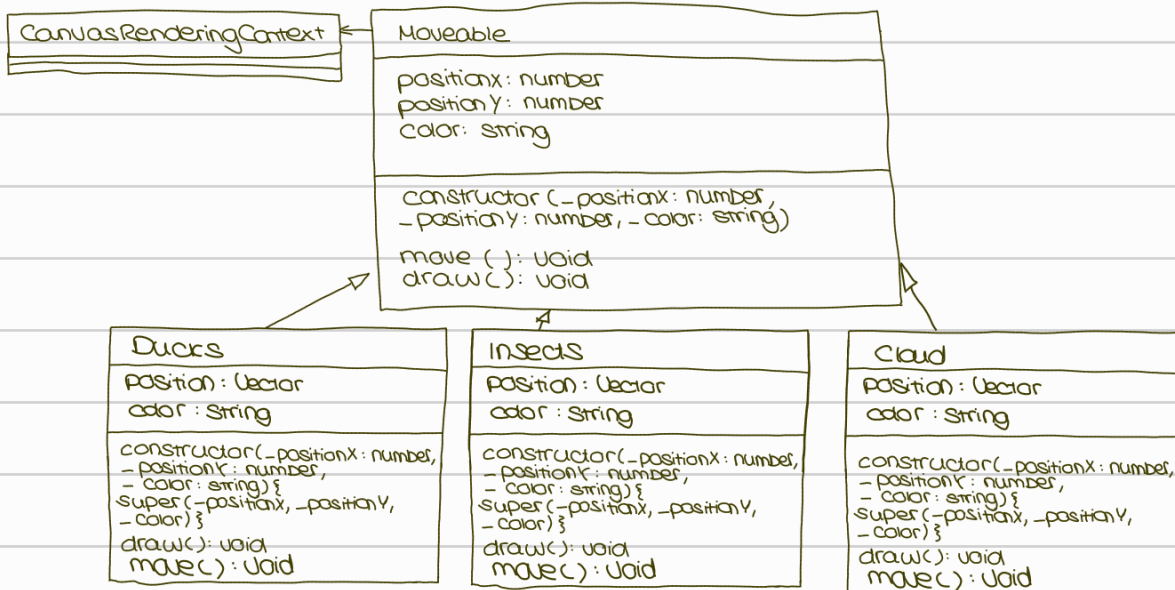 CanvasRenderingContext
Moveable
positionX: number
positionY: number
color: string
constructor (_positionX: number,
_positionY: number, _color: string)
move (): void
draw(): void
Ducks
position: Vector
color: string
constructor(_positionX: number,
_positionY: number,
_color: string){
super(_positionX, _positionY,
_color)}
draw(): void
move(): void
Insects
position: Vector
color: string
constructor(_positionX: number,
_positionY: number,
_color: string){
super(_positionX, _positionY,
_color)}
draw(): void
move(): void
Cloud
position: Vector
color: string
constructor(_positionX: number,
_positionY: number,
_color: string){
super(_positionX, _positionY,
_color)}
draw(): void
move(): void